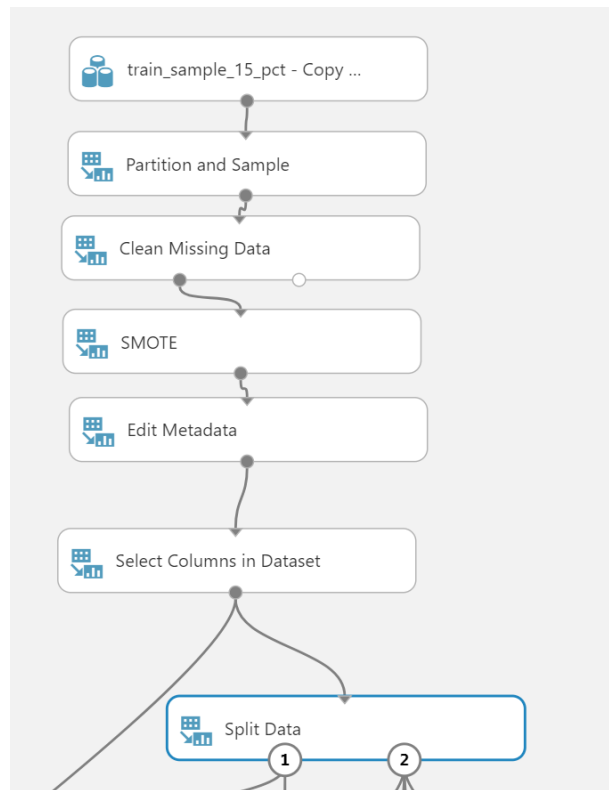 train_sample_15_pct - Copy ...
Partition and Sample
Clean Missing Data
SMOTE
Edit Metadata
Select Columns in Dataset
Split Data
1 2